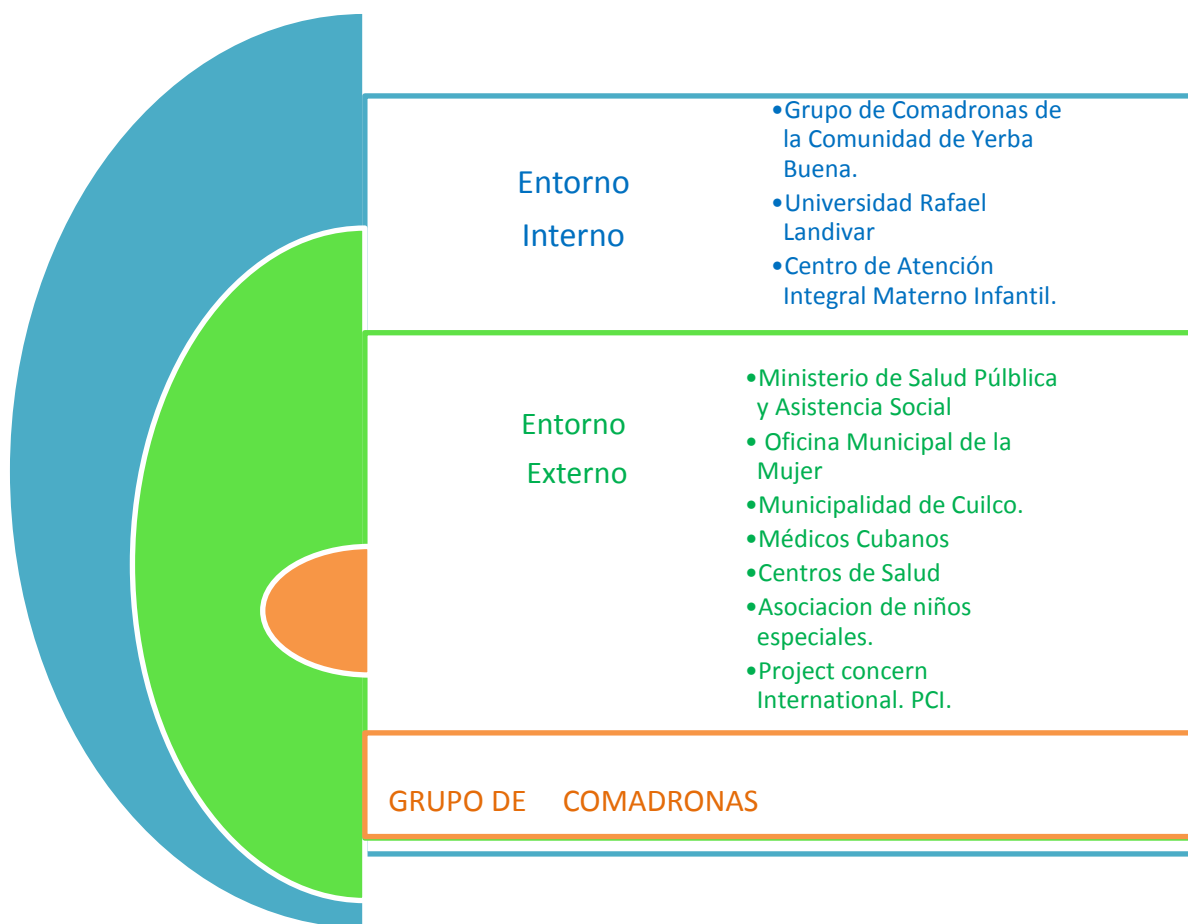 Entorno
Interno
•Grupo de Comadronas de
la Comunidad de Yerba
Buena.
•Universidad Rafael
Landivar
•Centro de Atención
Integral Materno Infantil.
Entorno
Externo
•Ministerio de Salud Púlblica
y Asistencia Social
• Oficina Municipal de la
Mujer
•Municipalidad de Cuilco.
•Médicos Cubanos
•Centros de Salud
•Asociacion de niños
especiales.
•Project concern
International. PCI.
GRUPO DE COMADRONAS